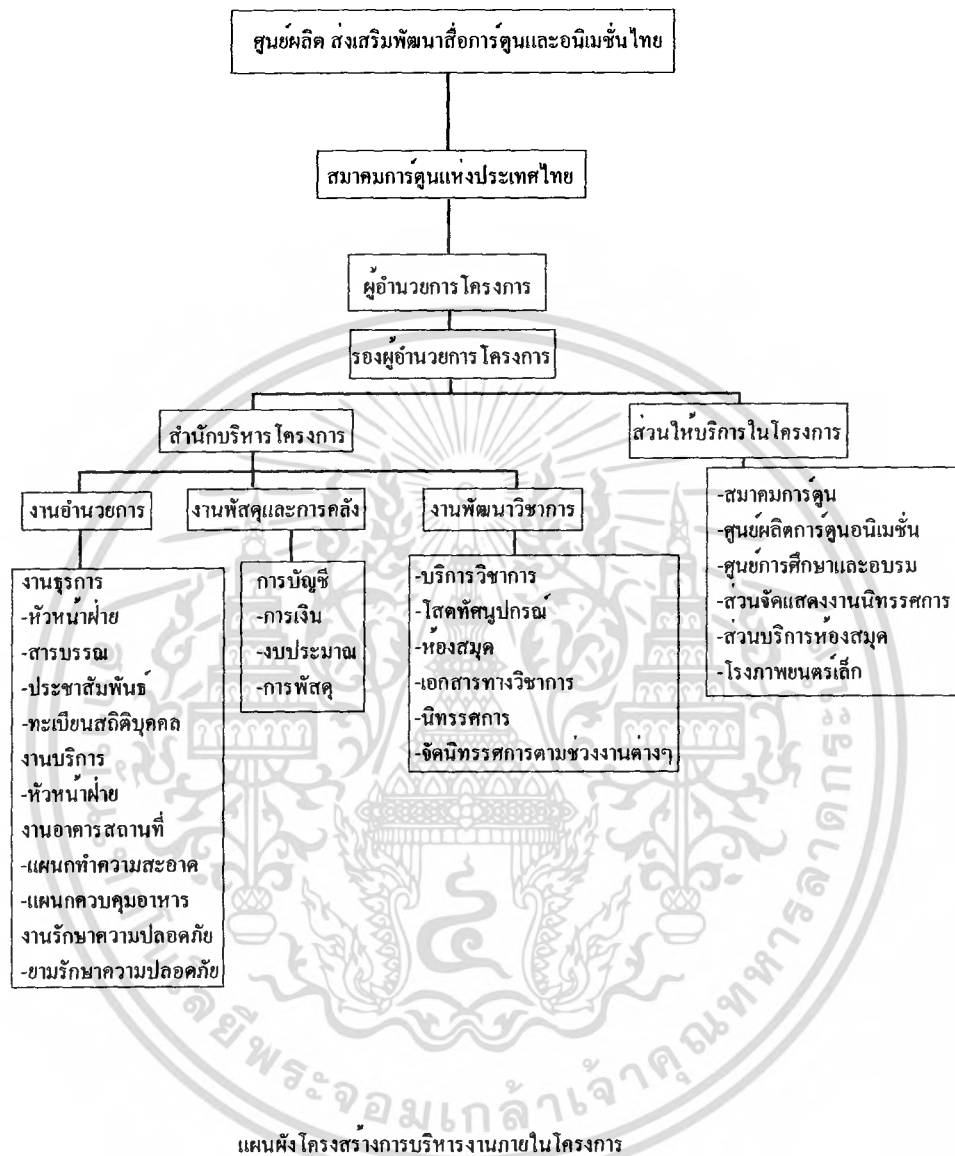 ศูนย์ผลิต ส่งเสริมพัฒนาสื่อการ์ตูนและอนิเมชั่นไทย
สมาคมการ์ตูนแห่งประเทศไทย
ผู้อำนวยการโครงการ
รองผู้อำนวยการโครงการ
สำนักบริหารโครงการ
ส่วนให้บริการในโครงการ
งานอำนวยการ
งานพัสดุและการคลัง
งานพัฒนาวิชาการ
งานธุรการ
-หัวหน้าฝ่าย
-สารบรรณ
-ประชาสัมพันธ์
-ทะเบียนสถิติบุคคล
งานบริการ
-หัวหน้าฝ่าย
งานอาคารสถานที่
-แผนกทำความสะอาด
-แผนกควบคุมอาหาร
งานรักษาความปลอดภัย
-ยามรักษาความปลอดภัย
การบัญชี
-การเงิน
-งบประมาณ
-การพัสดุ
-บริการวิชาการ
-โสตทัศนูปกรณ์
-ห้องสมุด
-เอกสารทางวิชาการ
-นิทรรศการ
-จัดนิทรรศการตามช่วงงานต่างๆ
-สมาคมการ์ตูน
-ศูนย์ผลิตการ์ตูนอนิเมชั่น
-ศูนย์การศึกษาและอบรม
-ส่วนจัดแสดงงานนิทรรศการ
-ส่วนบริการห้องสมุด
-โรงภาพยนตร์เล็ก
พระจอมเกล้าเจ้าคุณทหารลาดกระบัง
แผนผังโครงสร้างการบริหารงานภายในโครงการ